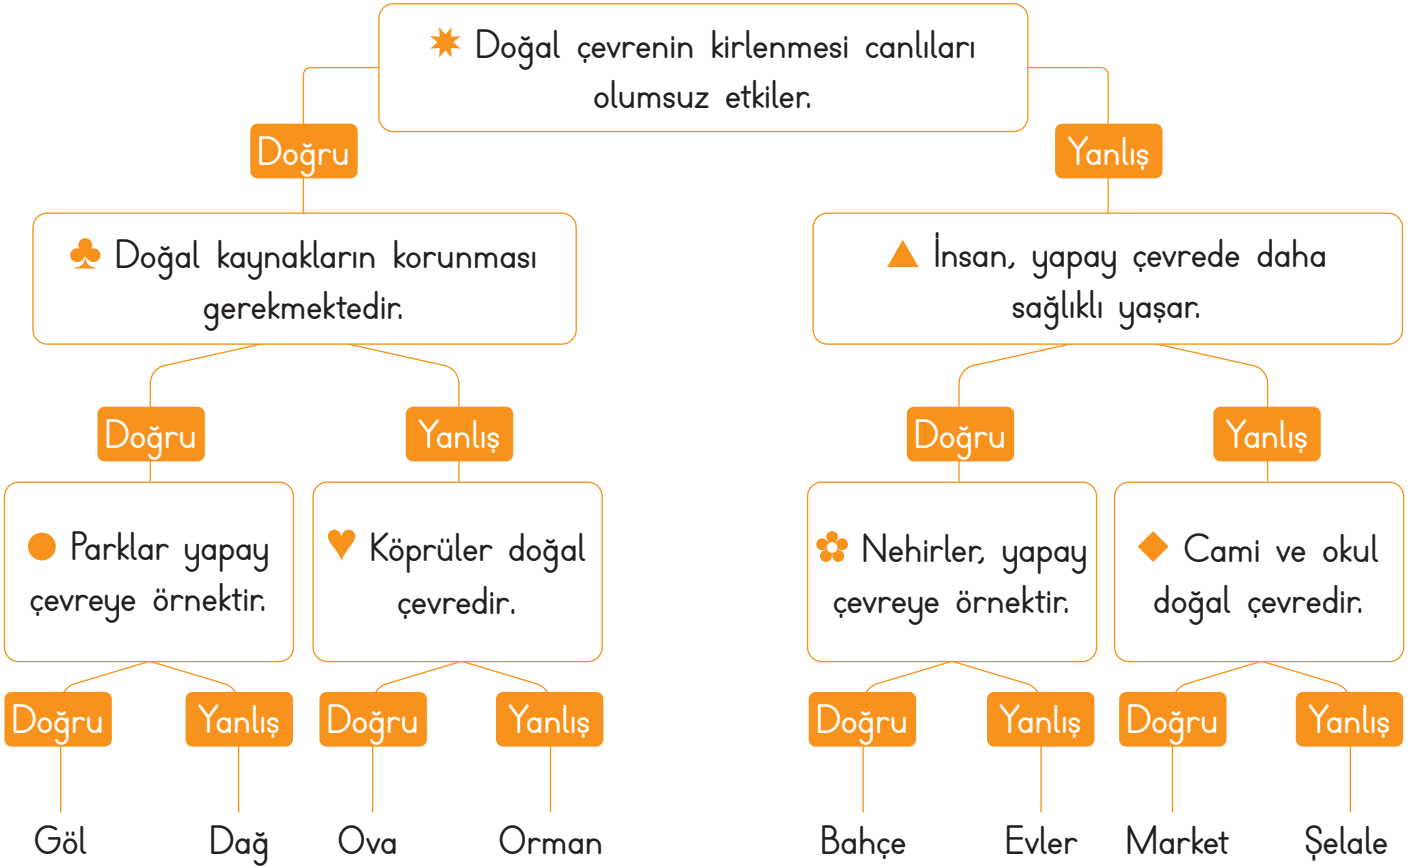 Doğal çevrenin kirlenmesi canlıları
olumsuz etkiler.
Doğru
Yanlış
Doğal kaynakların korunması
gerekmektedir.
İnsan, yapay çevrede daha
sağlıklı yaşar.
Doğru
Yanlış
Doğru
Yanlış
Parklar yapay
çevreye örnektir.
Köprüler doğal
çevredir.
Nehirler, yapay
çevreye örnektir.
Cami ve okul
doğal çevredir.
Doğru
Yanlış
Doğru
Yanlış
Doğru
Yanlış
Doğru
Yanlış
Göl
Dağ
Ova
Orman
Bahçe
Evler
Market
Şelale